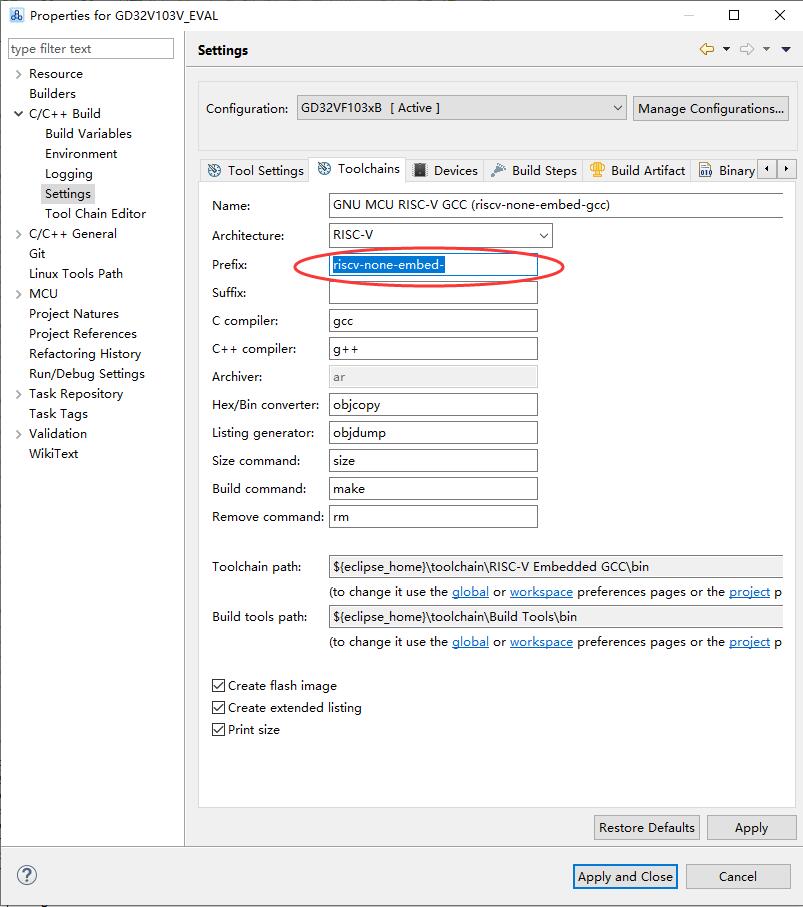 Properties for GD32V103V_EVAL
type filter text
Resource
Builders
C/C++ Build
Build Variables
Environment
Logging
Settings
Tool Chain Editor
C/C++ General
Git
Linux Tools Path
MCU
Project Natures
Project References
Refactoring History
Run/Debug Settings
Task Repository
Task Tags
Validation
WikiText
Settings
Configuration: GD32VF103xB [ Active ] Manage Configurations...
Tool Settings Toolchains Devices Build Steps Build Artifact Binary
Name: GNU MCU RISC-V GCC (riscv-none-embed-gcc)
Architecture: RISC-V
Prefix: riscv-none-embed-
Suffix:
C compiler: gcc
C++ compiler: g++
Archiver: ar
Hex/Bin converter: objcopy
Listing generator: objdump
Size command: size
Build command: make
Remove command: rm
Toolchain path: ${eclipse_home}\toolchain\RISC-V Embedded GCC\bin
(to change it use the global or workspace preferences pages or the project p
Build tools path: ${eclipse_home}\toolchain\Build Tools\bin
(to change it use the global or workspace preferences pages or the project p
Create flash image
Create extended listing
Print size
Restore Defaults Apply
? Apply and Close Cancel